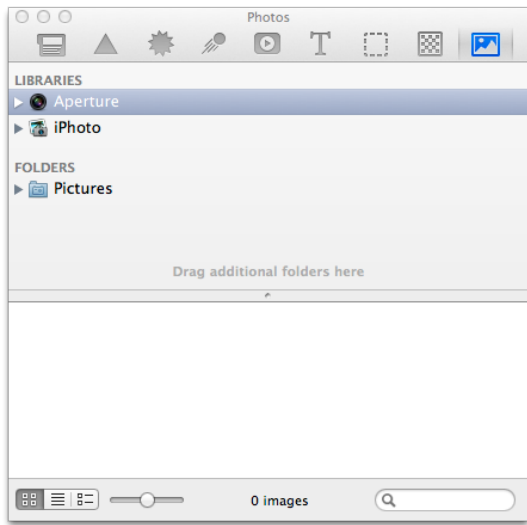 Photos
T
LIBRARIES
Aperture
iPhoto
FOLDERS
Pictures
Drag additional folders here
0 images